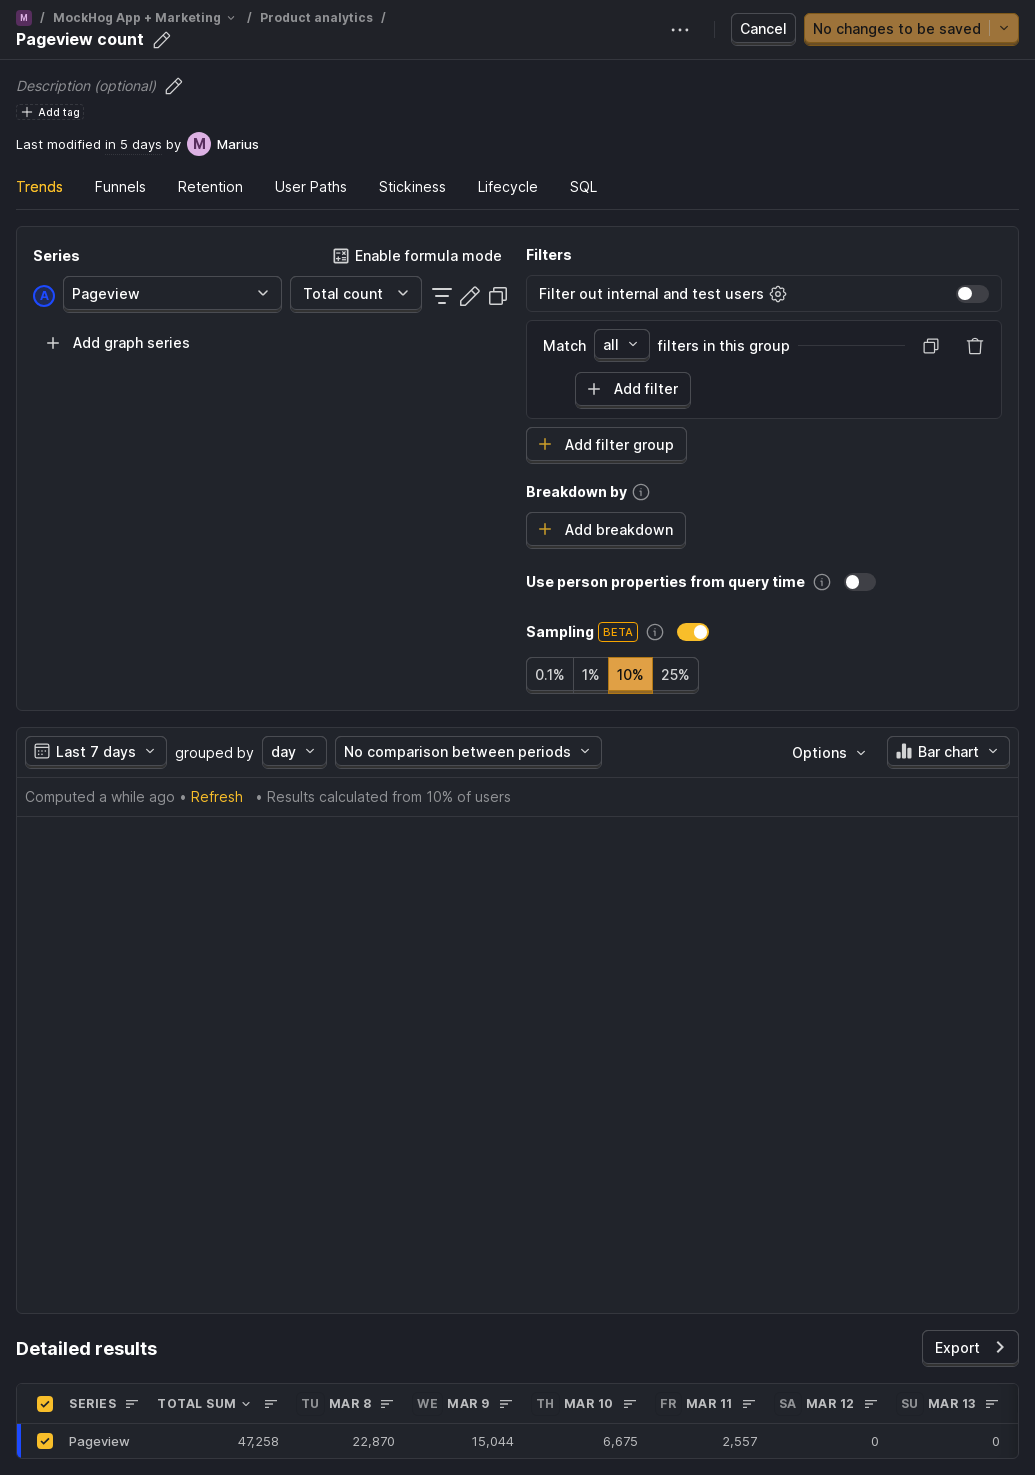 M / MockHog App + Marketing / Product analytics /
Pageview count
Cancel
No changes to be saved
Description (optional)
Add tag
Last modified in 5 days by M Marius
Trends Funnels Retention User Paths Stickiness Lifecycle SQL
Series
Enable formula mode
A Pageview Total count
Add graph series
Filters
Filter out internal and test users
Match all filters in this group
Add filter
Add filter group
Breakdown by
Add breakdown
Use person properties from query time
Sampling BETA
0.1% 1% 10% 25%
Last 7 days grouped by day No comparison between periods Options Bar chart
Computed a while ago • Refresh • Results calculated from 10% of users
Detailed results
Export
SERIES TOTAL SUM TU MAR 8 WE MAR 9 TH MAR 10 FR MAR 11 SA MAR 12 SU MAR 13
Pageview 47,258 22,870 15,044 6,675 2,557 0 0